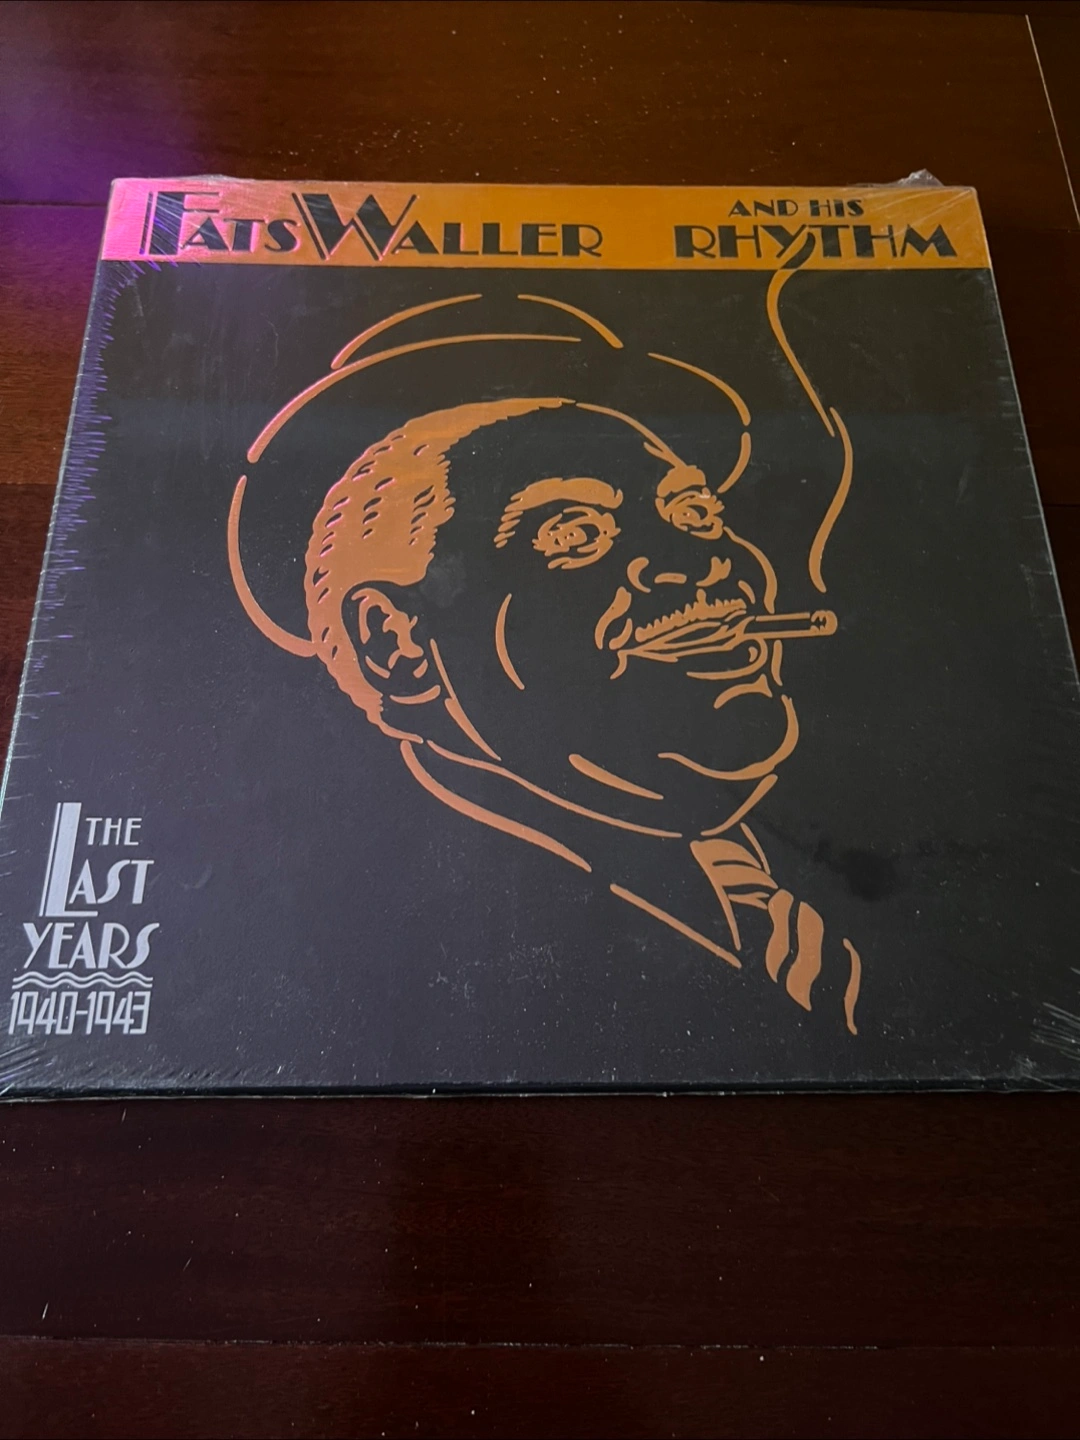 FATS WALLER
AND HIS
RHYTHM
THE
LAST
YEARS
1940-1943